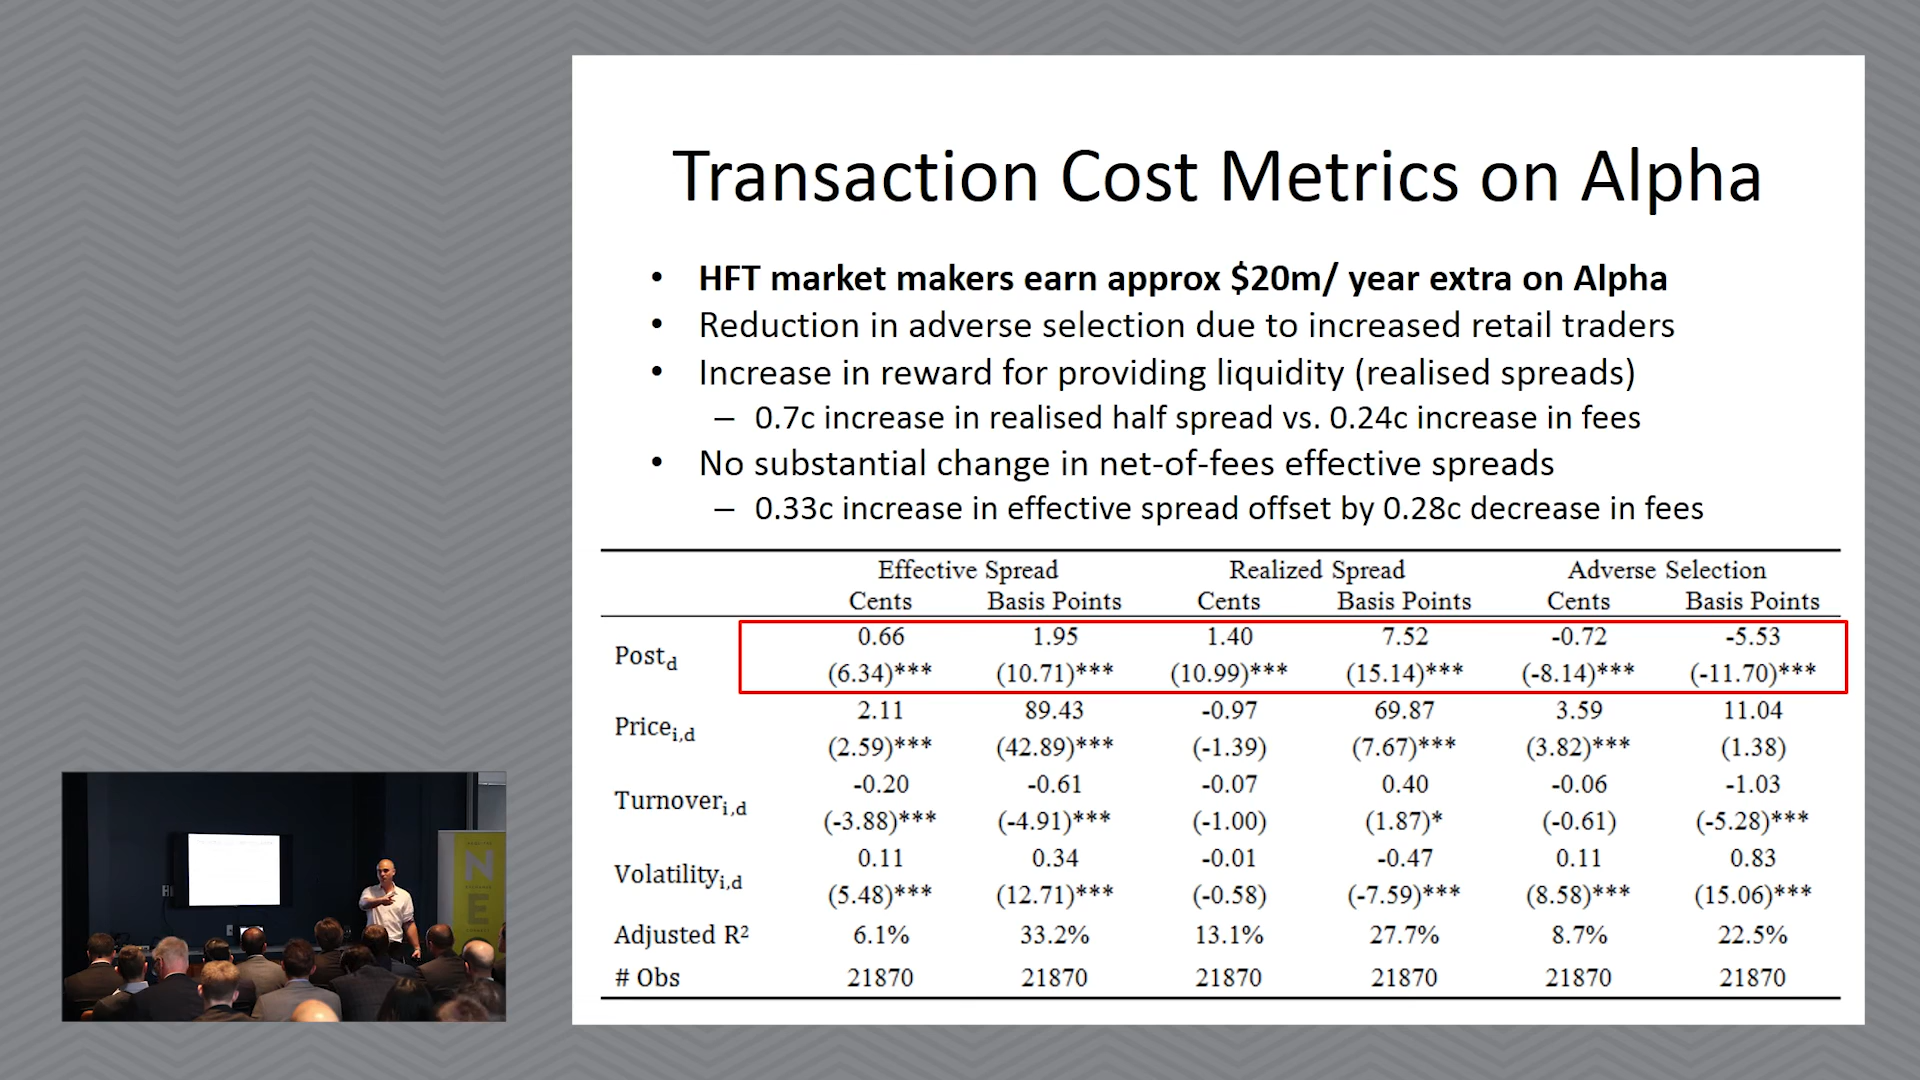 Transaction Cost Metrics on Alpha
• HFT market makers earn approx $20m/ year extra on Alpha
• Reduction in adverse selection due to increased retail traders
• Increase in reward for providing liquidity (realised spreads)
– 0.7c increase in realised half spread vs. 0.24c increase in fees
• No substantial change in net-of-fees effective spreads
– 0.33c increase in effective spread offset by 0.28c decrease in fees
Effective Spread Realized Spread Adverse Selection
Cents Basis Points Cents Basis Points Cents Basis Points
Post_d 0.66 1.95 1.40 7.52 -0.72 -5.53
(6.34)*** (10.71)*** (10.99)*** (15.14)*** (-8.14)*** (-11.70)***
Price_i,d 2.11 89.43 -0.97 69.87 3.59 11.04
(2.59)*** (42.89)*** (-1.39) (7.67)*** (3.82)*** (1.38)
Turnover_i,d -0.20 -0.61 -0.07 0.40 -0.06 -1.03
(-3.88)*** (-4.91)*** (-1.00) (1.87)* (-0.61) (-5.28)***
Volatility_i,d 0.11 0.34 -0.01 -0.47 0.11 0.83
(5.48)*** (12.71)*** (-0.58) (-7.59)*** (8.58)*** (15.06)***
Adjusted R² 6.1% 33.2% 13.1% 27.7% 8.7% 22.5%
# Obs 21870 21870 21870 21870 21870 21870
N
E